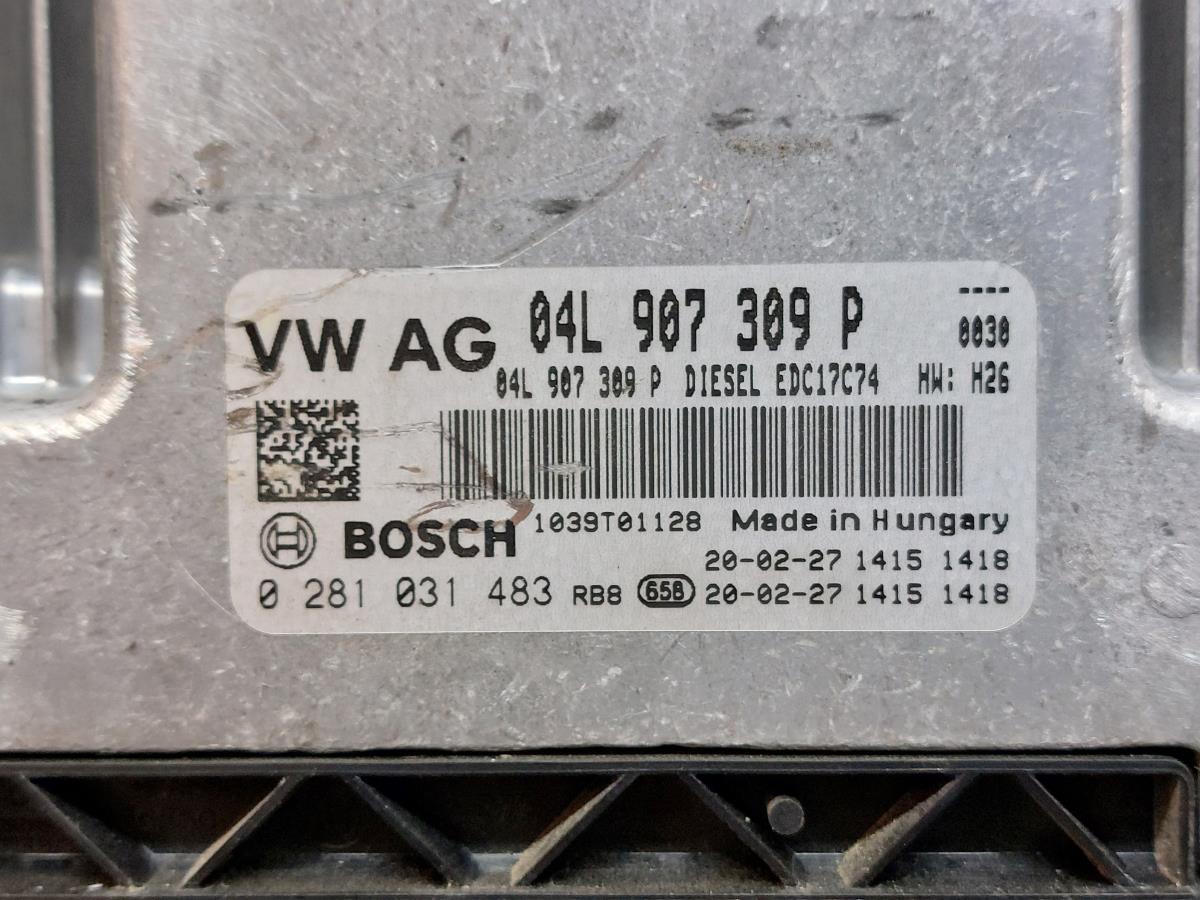 VW AG 04L 907 309 P ----
0030
04L 907 309 P DIESEL EDC17C74 HW: H26
1039T01128 Made in Hungary
BOSCH
20-02-27 1415 1418
0 281 031 483 RB8 658 20-02-27 1415 1418